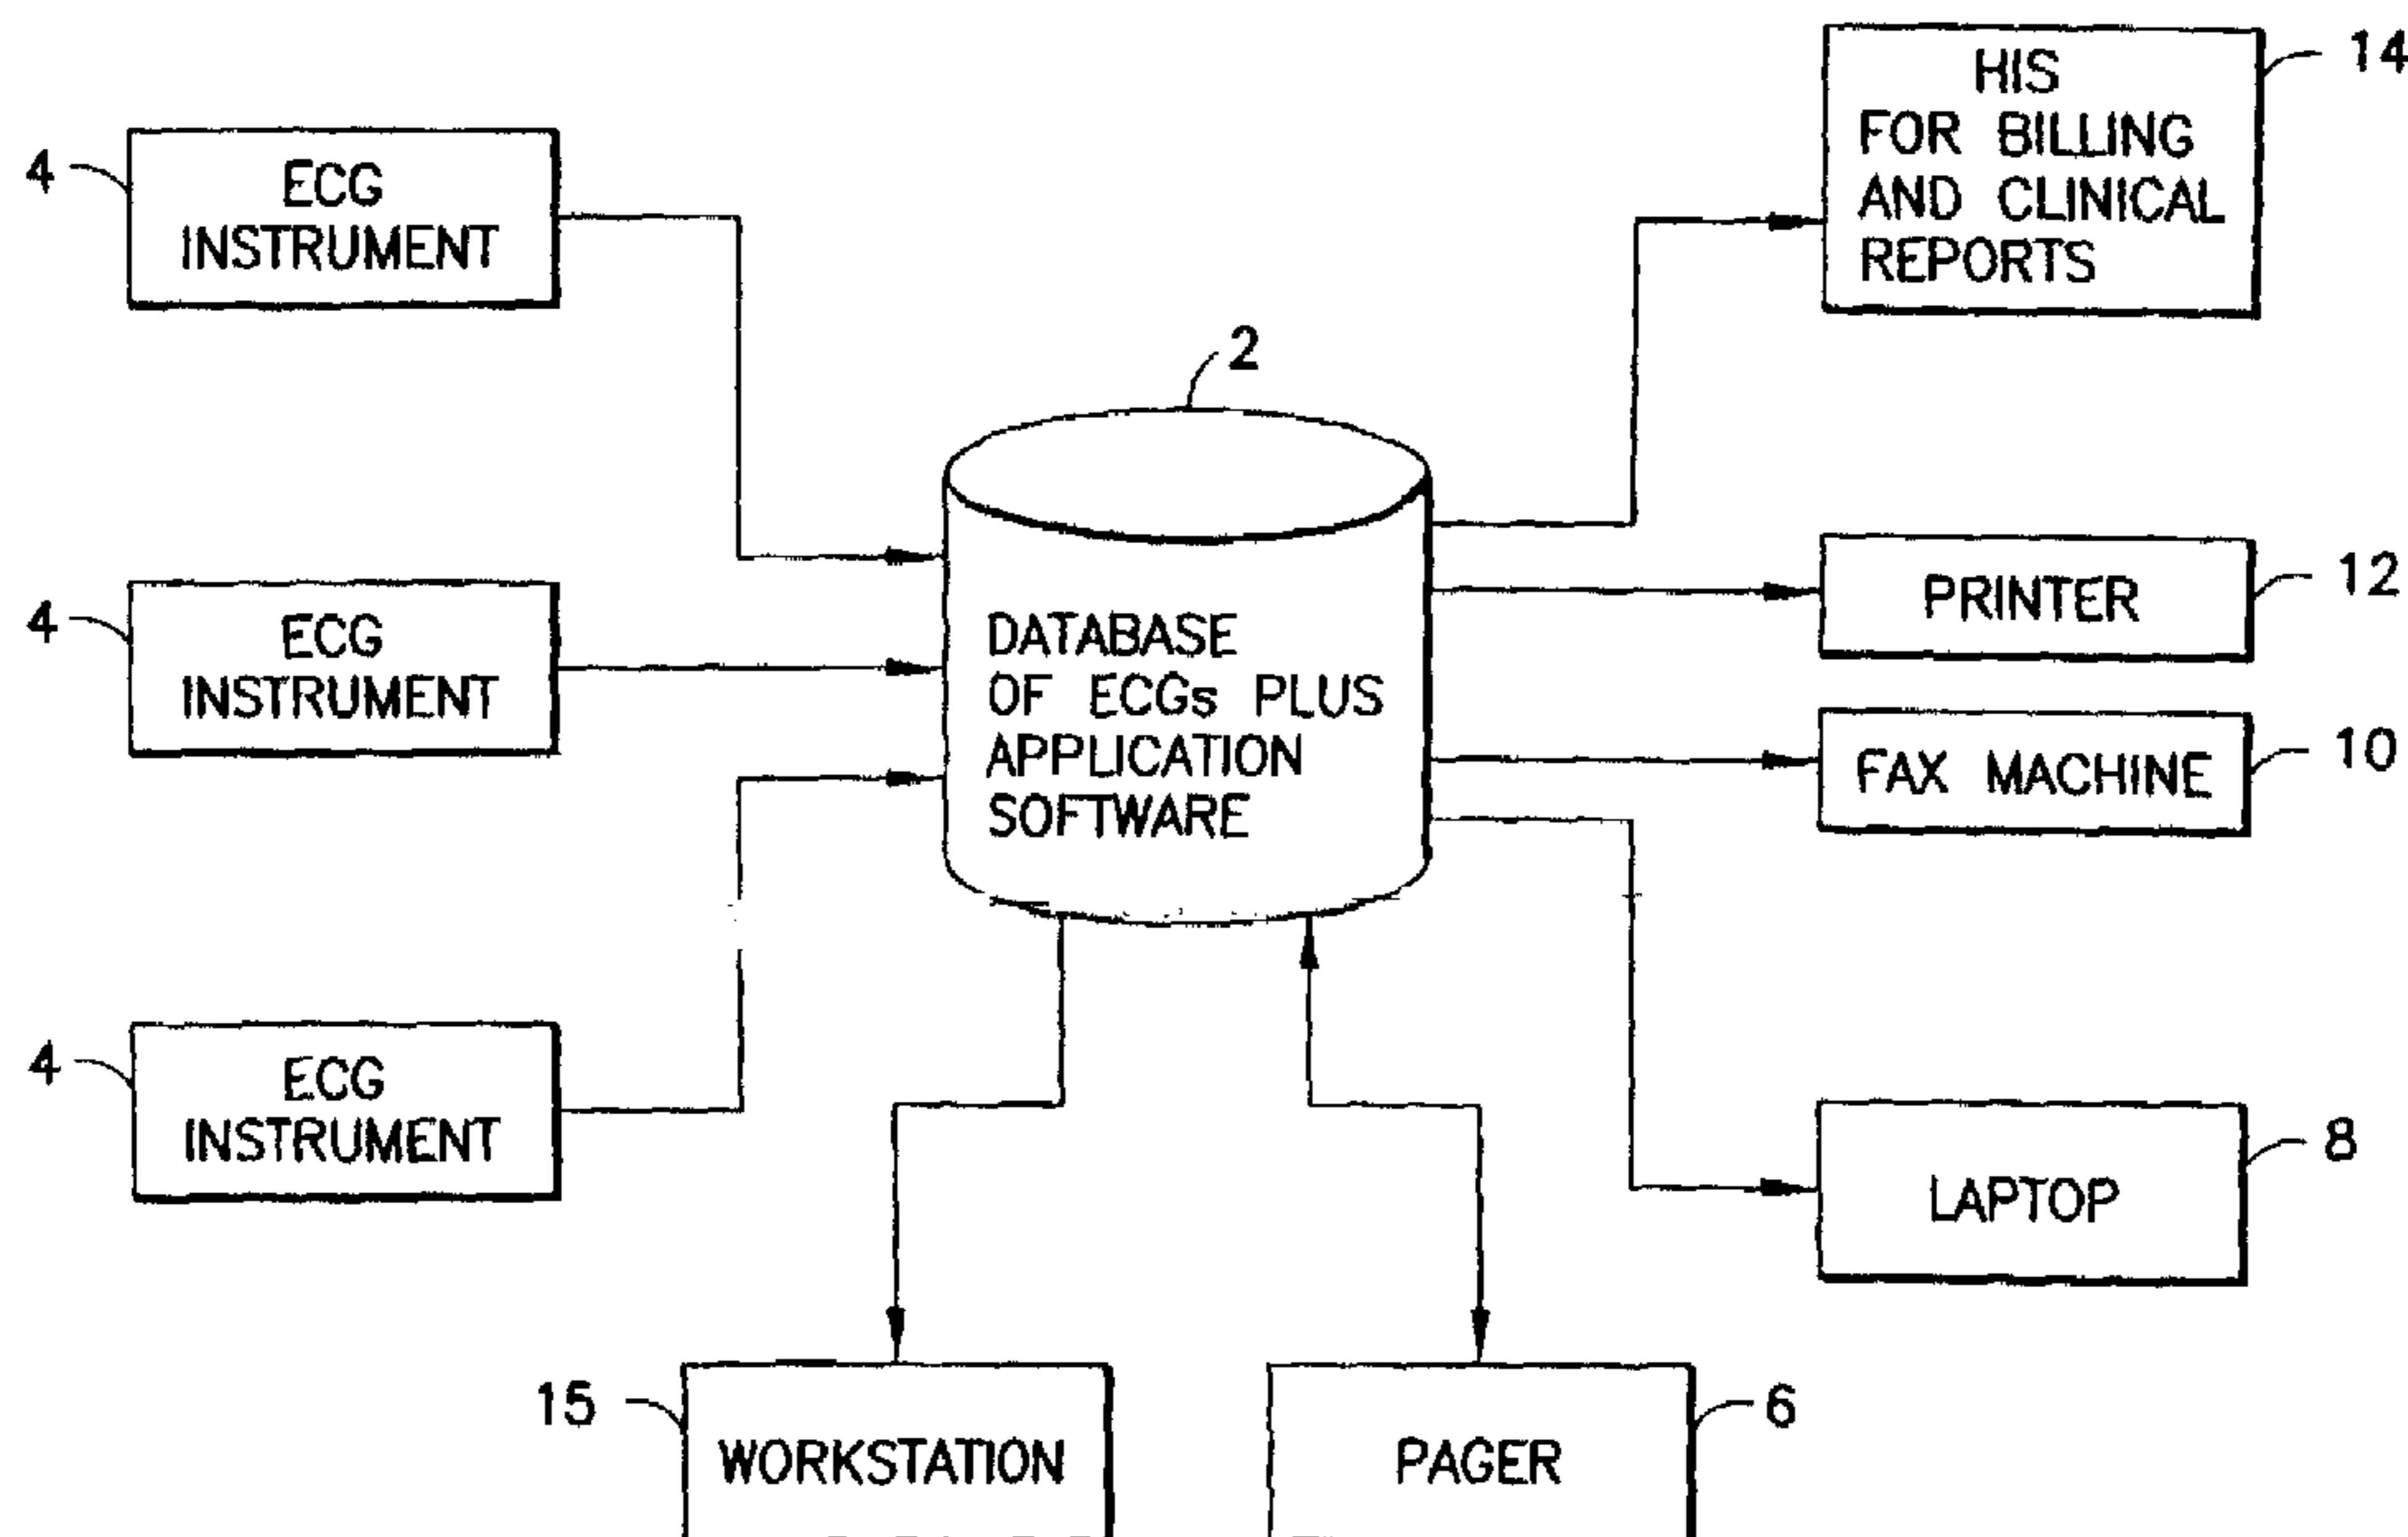 14
HIS
FOR BILLING
AND CLINICAL
REPORTS
4
ECG
INSTRUMENT
2
12
PRINTER
4
ECG
INSTRUMENT
DATABASE
OF ECGs PLUS
APPLICATION
SOFTWARE
10
FAX MACHINE
4
ECG
INSTRUMENT
8
LAPTOP
15
WORKSTATION
6
PAGER